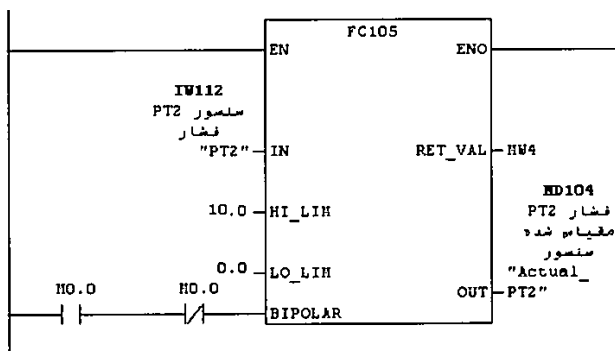 FC105
EN
ENO
IW112
سنسور PT2
فشار
"PT2"
IN
RET_VAL
MW4
MD104
فشار PT2
مقیاس شده
سنسور
"Actual_
PT2"
OUT
10.0
HI_LIM
0.0
LO_LIM
M0.0
M0.0
BIPOLAR